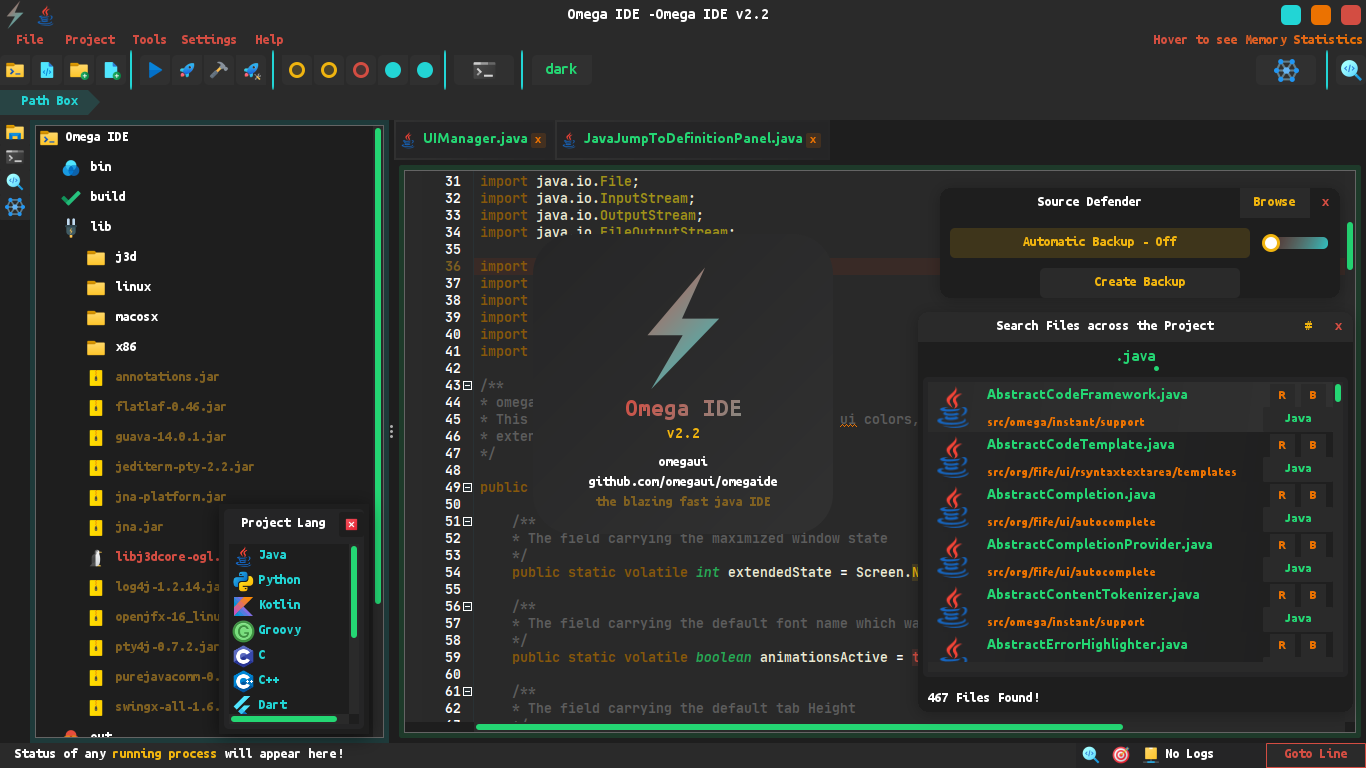 Omega IDE -Omega IDE v2.2
File Project Tools Settings Help
Hover to see Memory Statistics
dark
Path Box
Omega IDE
bin
build
lib
j3d
linux
macosx
x86
annotations.jar
flatlaf-0.46.jar
guava-14.0.1.jar
jediterm-pty-2.2.jar
jna-platform.jar
jna.jar
libj3dcore-ogl.
log4j-1.2.14.ja
openjfx-16_linu
pty4j-0.7.2.jar
purejavacomm-0.
swingx-all-1.6.
out
Project Lang x
Java
Python
Kotlin
Groovy
C
C++
Dart
UIManager.java x
JavaJumpToDefinitionPanel.java x
31 import java.io.File;
32 import java.io.InputStream;
33 import java.io.OutputStream;
34 import java.io.FileOutputStream;
35
36 import
37 import
38 import
39 import
40 import
41 import
42
43 /**
44 * omega
45 * This ui colors,
46 * exter
47 */
48
49 public
50
51 /**
52 * The field carrying the maximized window state
53 */
54 public static volatile int extendedState = Screen.N
55
56 /**
57 * The field carrying the default font name which wa
58 */
59 public static volatile boolean animationsActive = t
60
61 /**
62 * The field carrying the default tab Height
Omega IDE
v2.2
omegaui
github.com/omegaui/omegaide
the blazing fast java IDE
Source Defender Browse x
Automatic Backup - Off
Create Backup
Search Files across the Project # x
.java
AbstractCodeFramework.java R B
src/omega/instant/support Java
AbstractCodeTemplate.java R B
src/org/fife/ui/rsyntaxtextarea/templates Java
AbstractCompletion.java R B
src/org/fife/ui/autocomplete Java
AbstractCompletionProvider.java R B
src/org/fife/ui/autocomplete Java
AbstractContentTokenizer.java R B
src/omega/instant/support Java
AbstractErrorHighlighter.java R B
467 Files Found!
Status of any running process will appear here!
No Logs
Goto Line